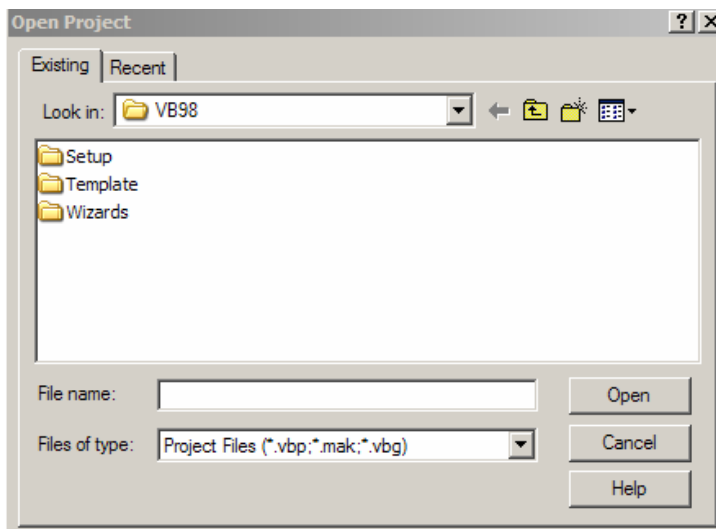 Open Project
Existing Recent
Look in: VB98
Setup
Template
Wizards
File name: Open
Files of type: Project Files (*.vbp;*.mak;*.vbg) Cancel
Help